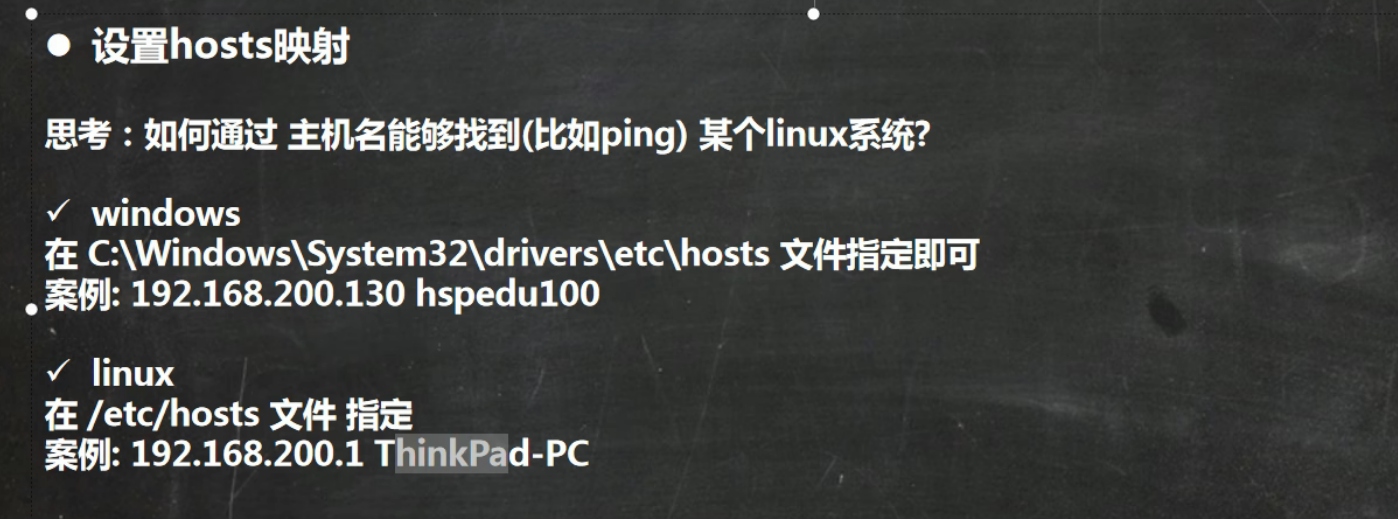 ● 设置hosts映射
思考：如何通过 主机名能够找到(比如ping) 某个linux系统?
✓ windows
在 C:\Windows\System32\drivers\etc\hosts 文件指定即可
案例: 192.168.200.130 hspedu100
✓ linux
在 /etc/hosts 文件 指定
案例: 192.168.200.1 ThinkPad-PC